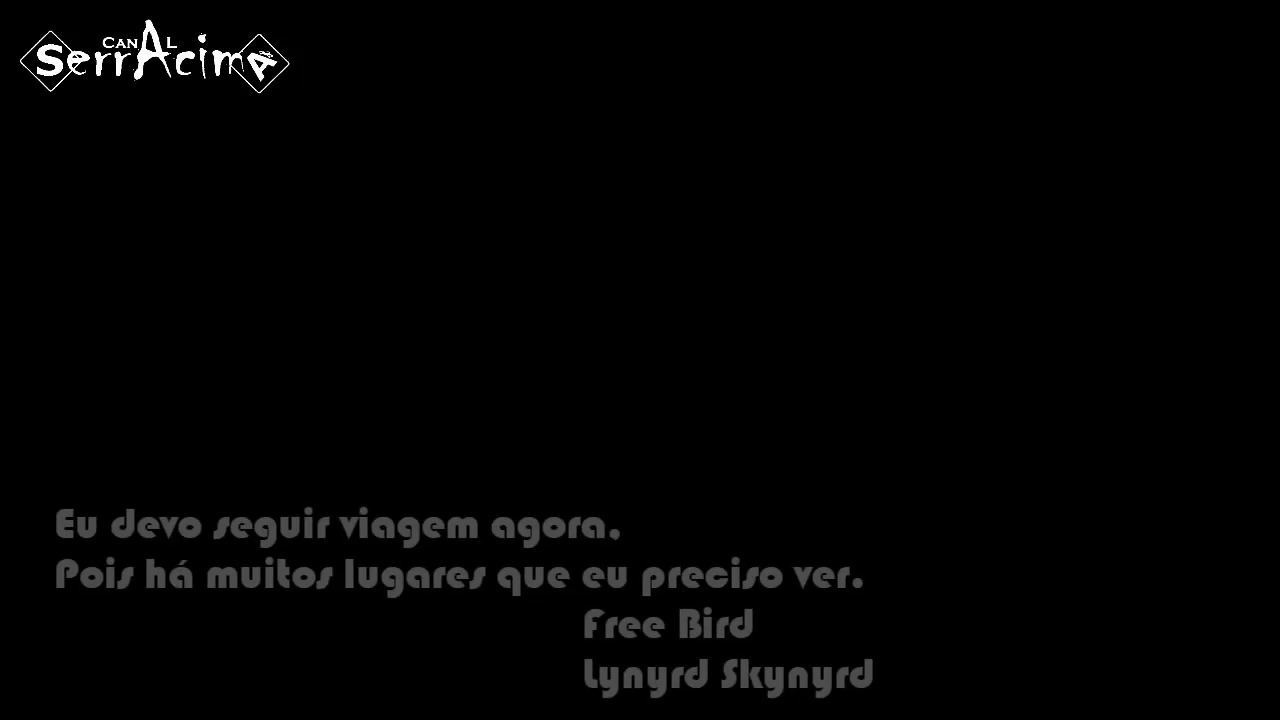 CANAL
SerrAcimA
Eu devo seguir viagem agora,
Pois há muitos lugares que eu preciso ver.
Free Bird
Lynyrd Skynyrd